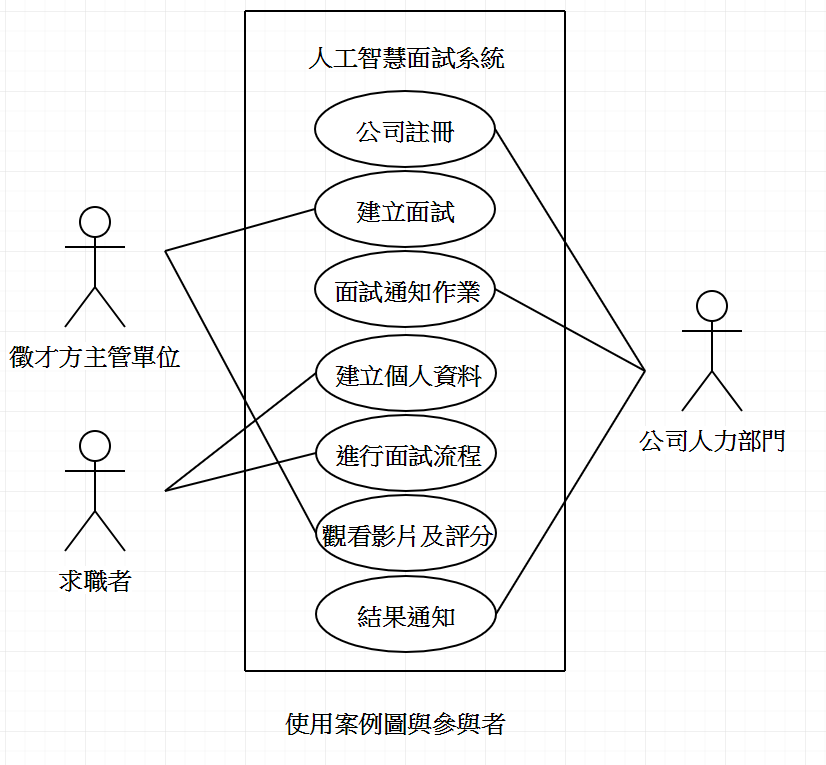 人工智慧面試系統
公司註冊
建立面試
面試通知作業
建立個人資料
進行面試流程
觀看影片及評分
結果通知
徵才方主管單位
求職者
公司人力部門
使用案例圖與參與者